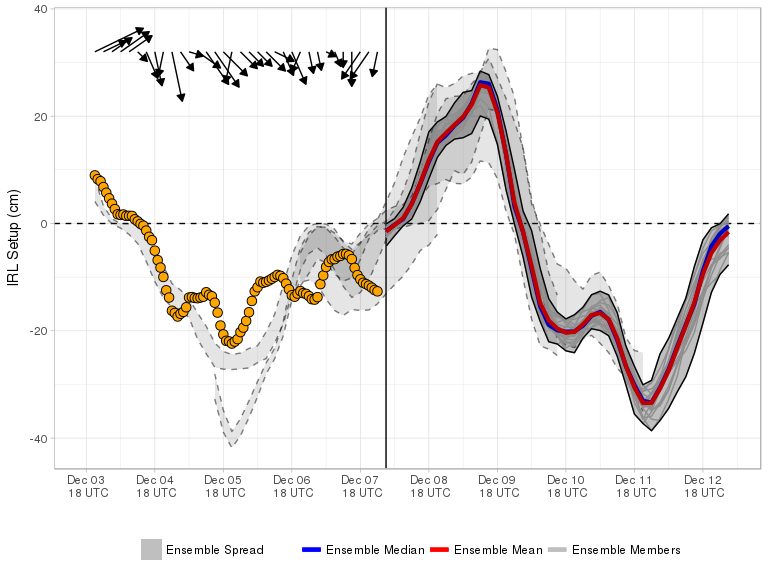 40
20
0
-20
-40
IRL Setup (cm)
Dec 03 Dec 04 Dec 05 Dec 06 Dec 07 Dec 08 Dec 09 Dec 10 Dec 11 Dec 12
18 UTC 18 UTC 18 UTC 18 UTC 18 UTC 18 UTC 18 UTC 18 UTC 18 UTC 18 UTC
Ensemble Spread Ensemble Median Ensemble Mean Ensemble Members